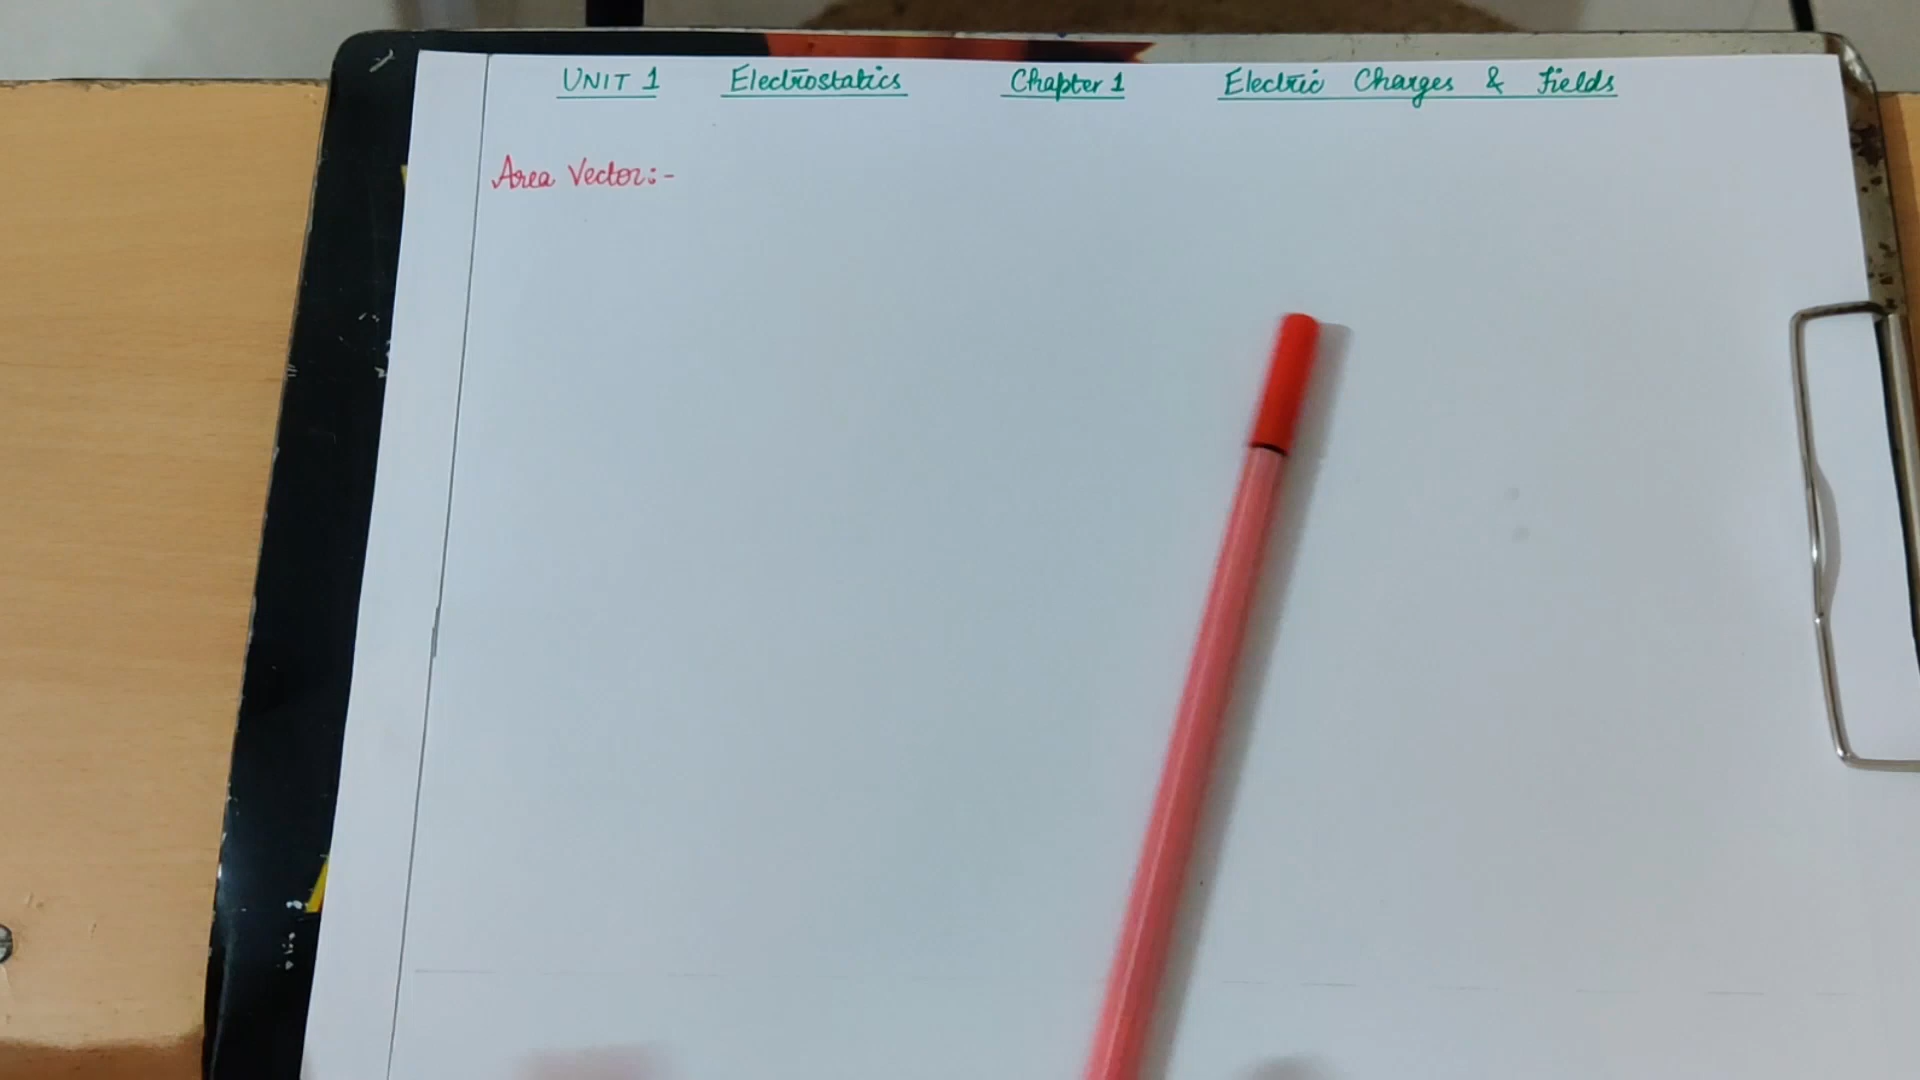 UNIT 1 Electrostatics Chapter 1 Electric Charges & Fields
Area Vector:-